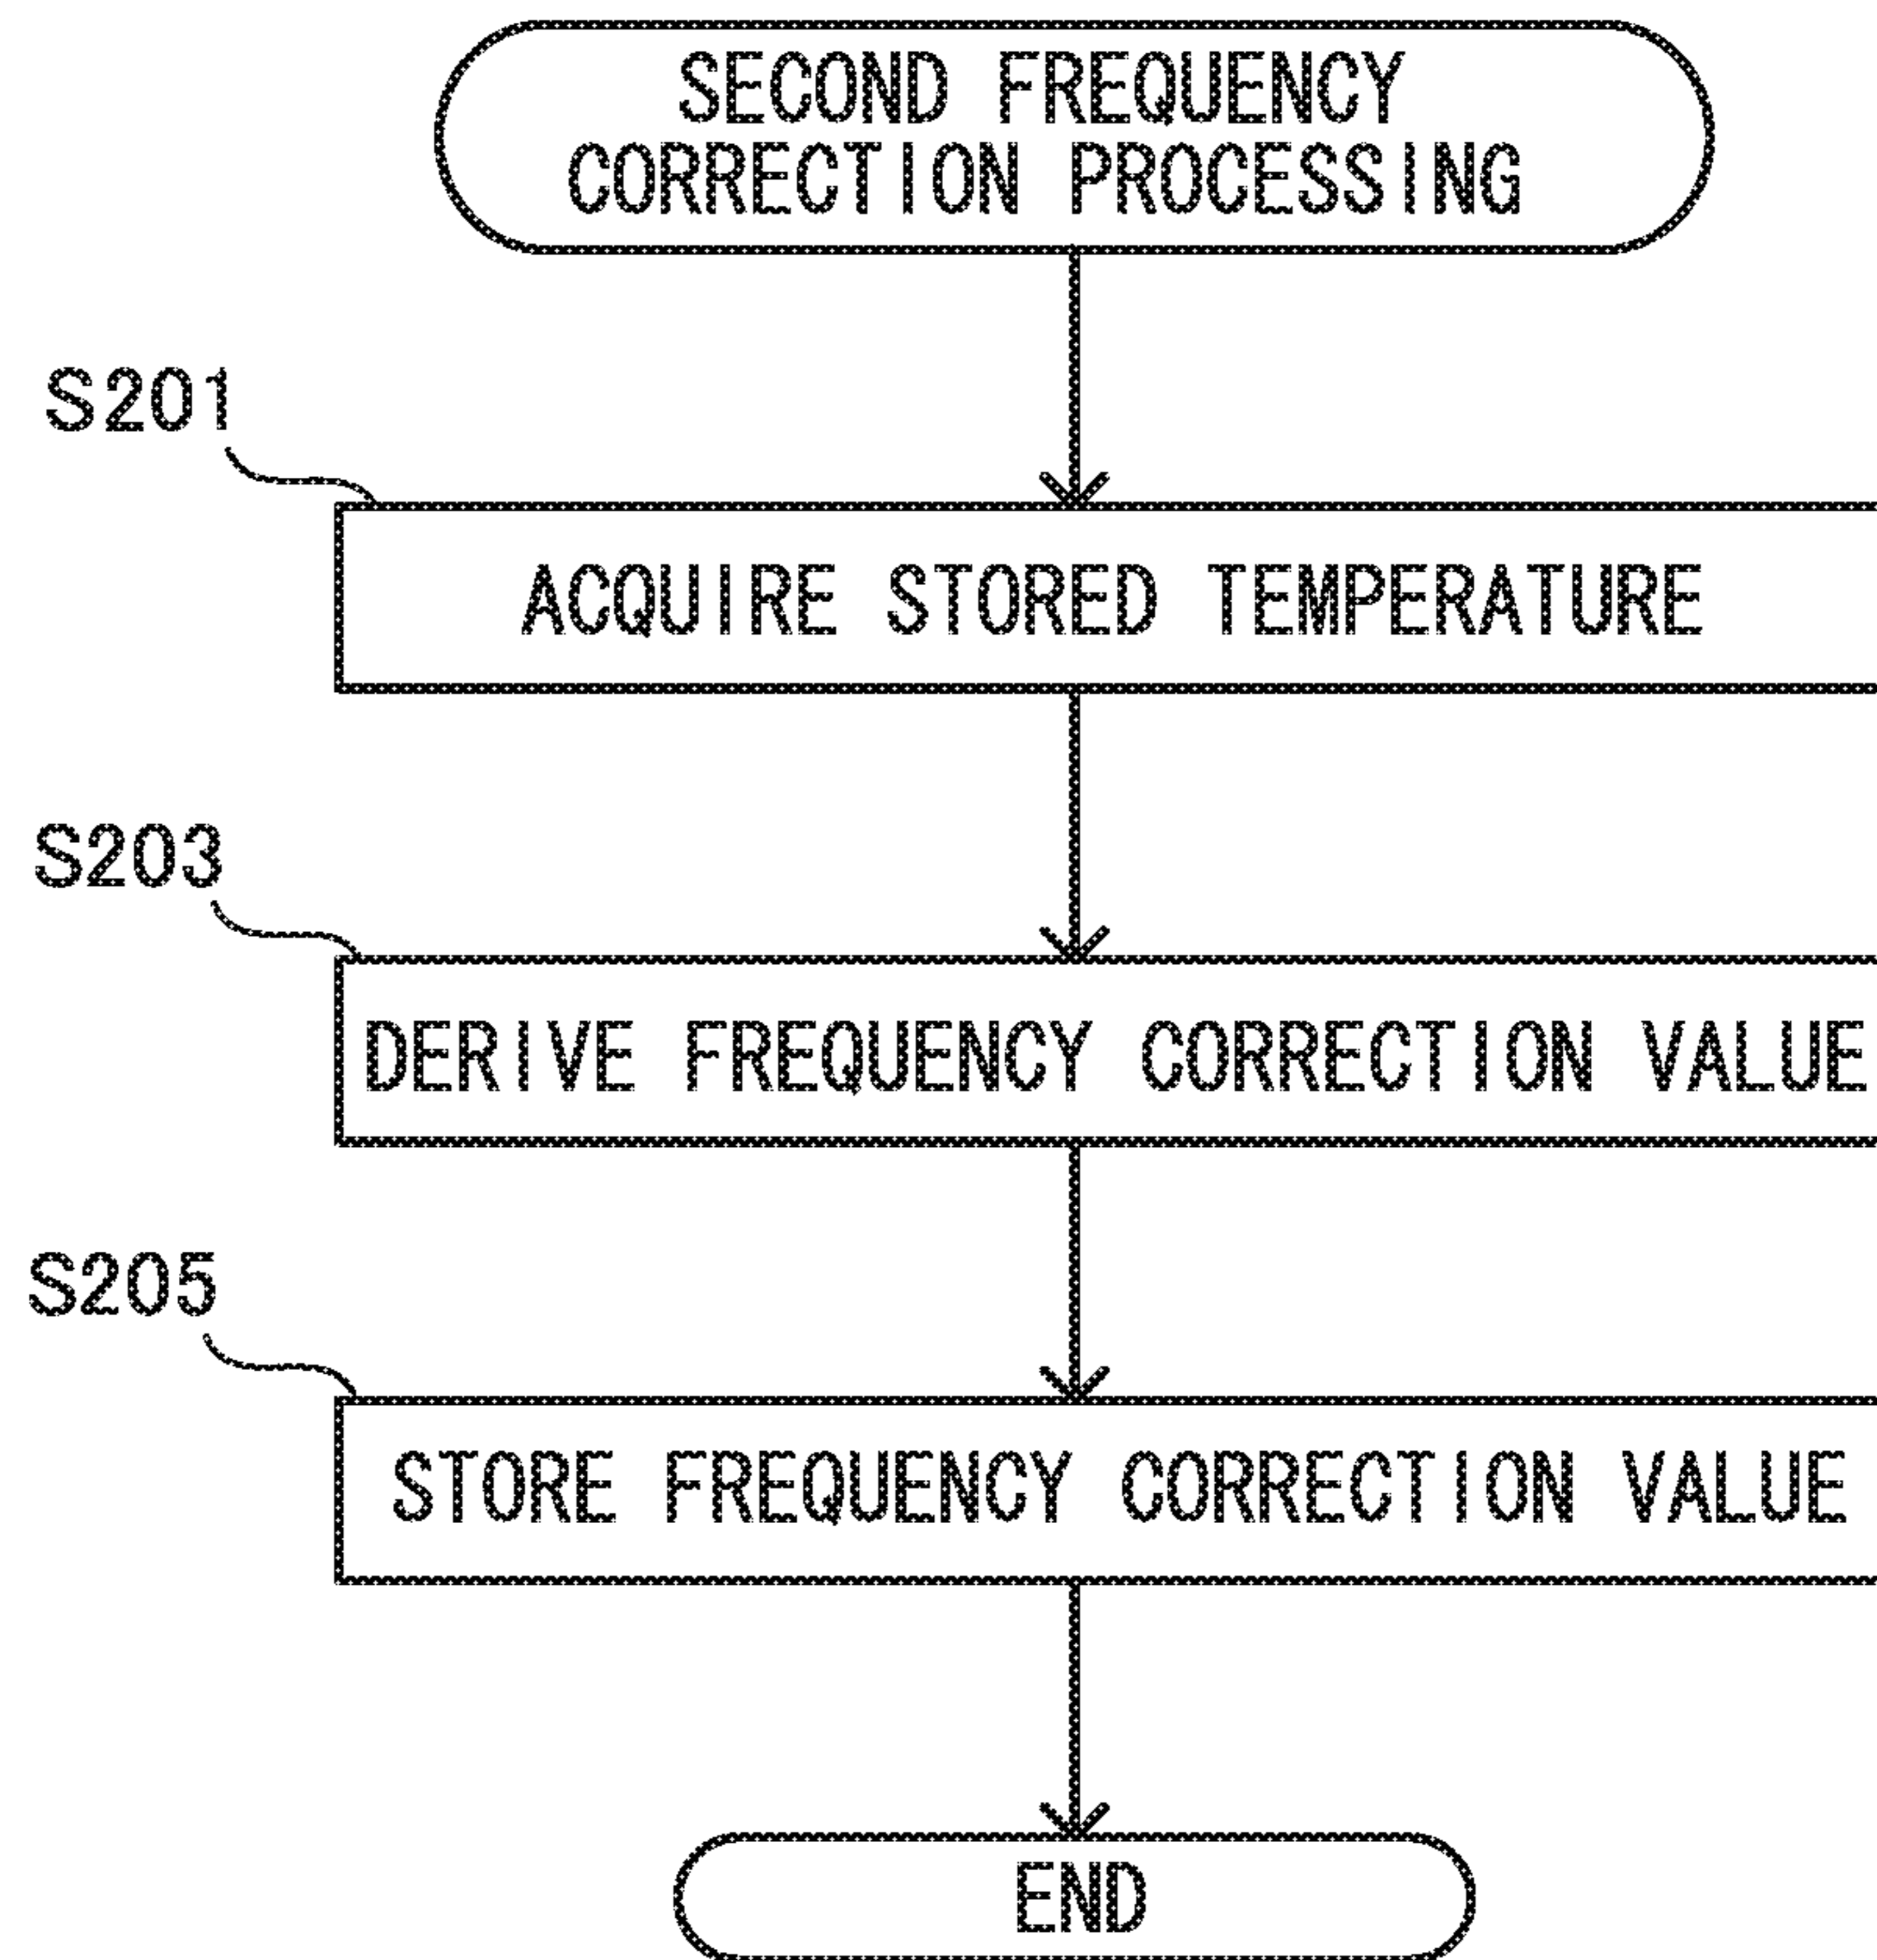 SECOND FREQUENCY
CORRECTION PROCESSING
S201
ACQUIRE STORED TEMPERATURE
S203
DERIVE FREQUENCY CORRECTION VALUE
S205
STORE FREQUENCY CORRECTION VALUE
END